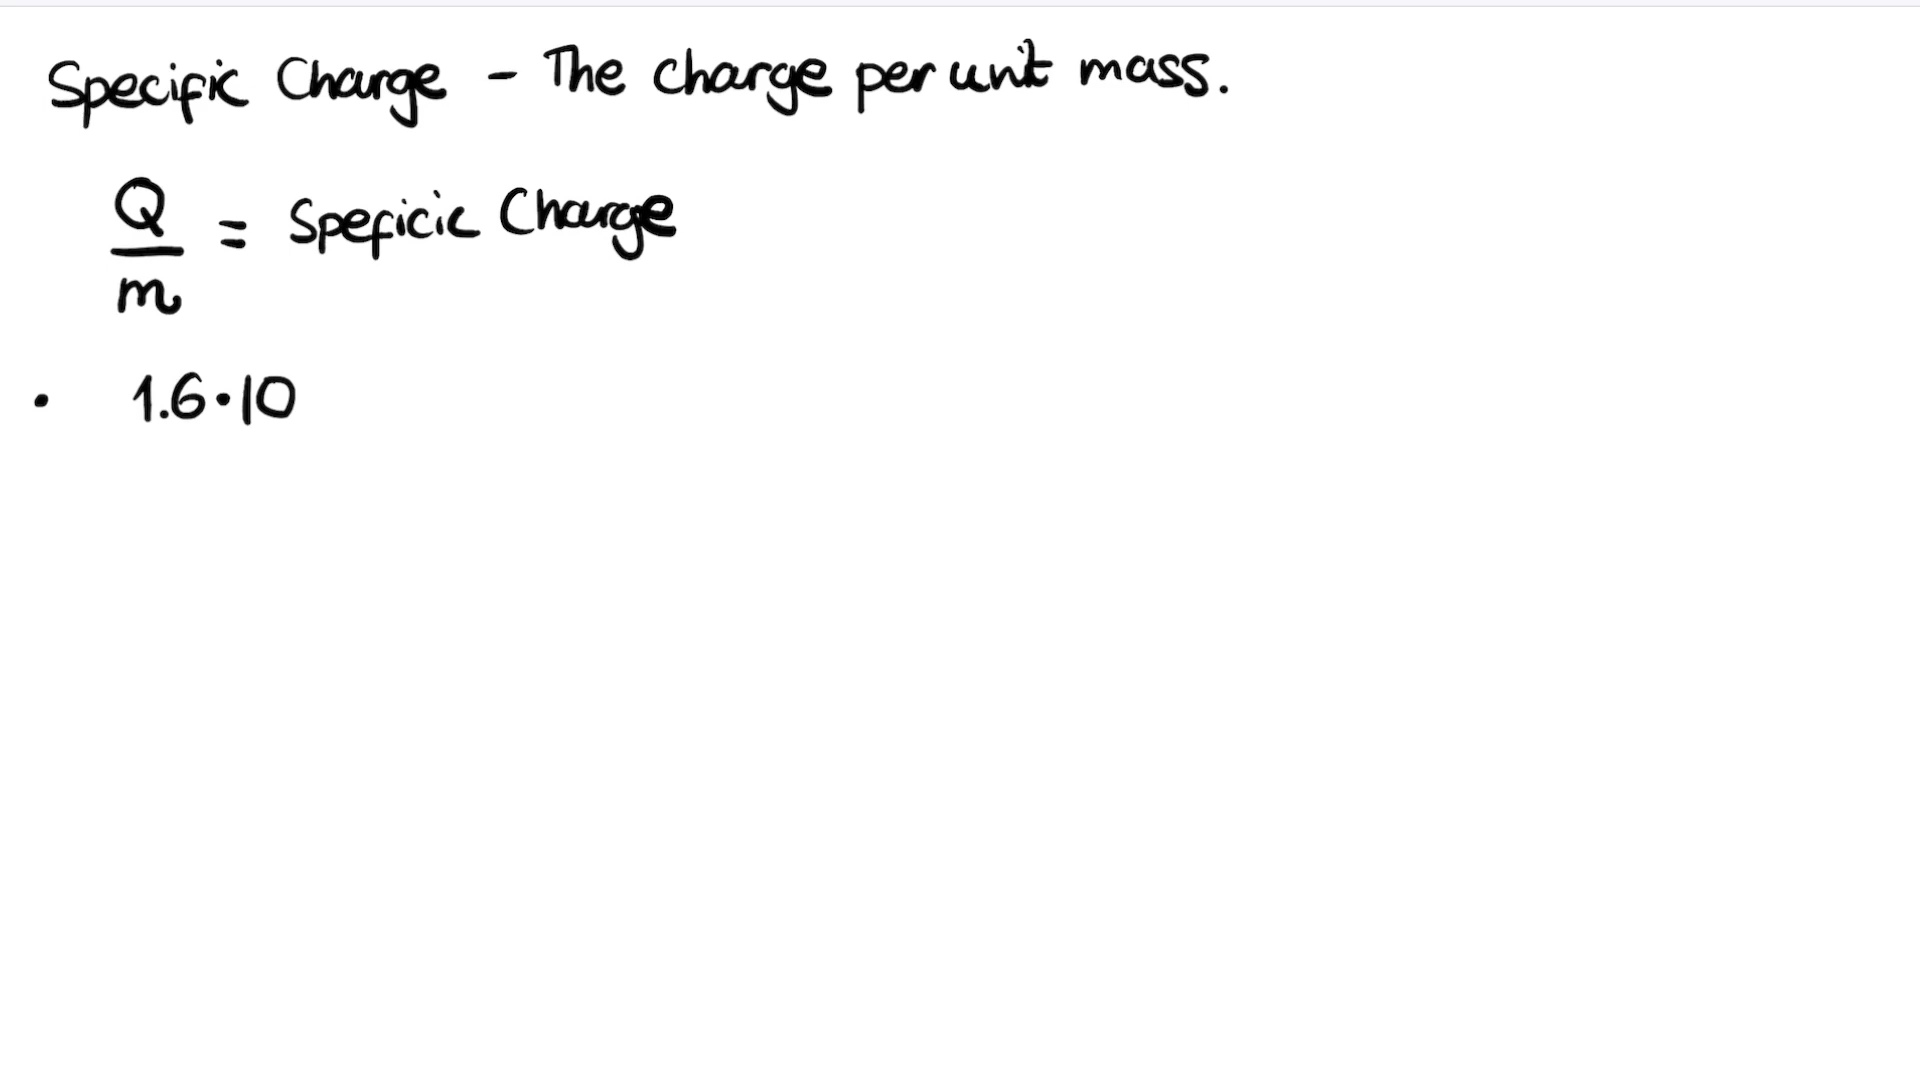 Specific Charge - The charge per unit mass.
Q
— = Speficic Charge
m
• 1.6•10